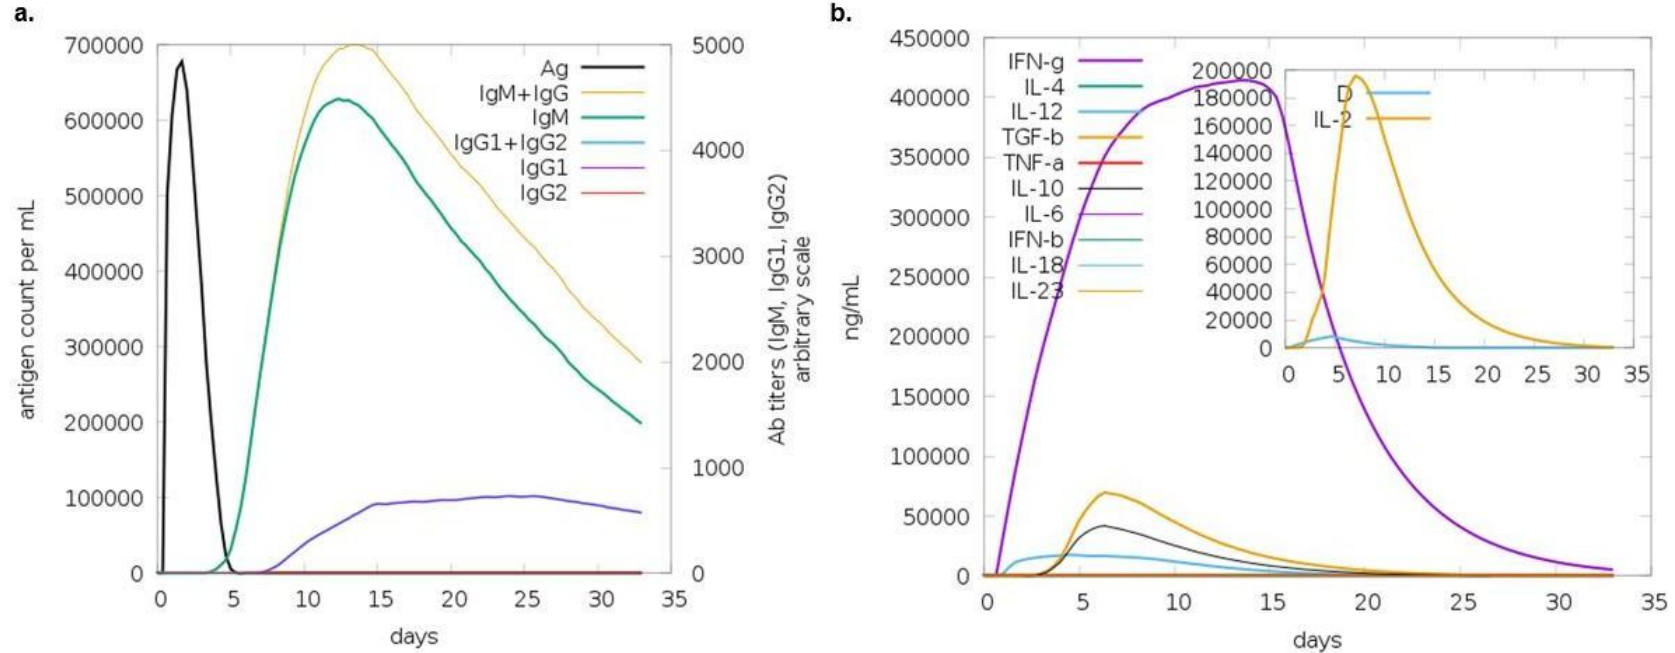 a.
700000
600000
500000
400000
300000
200000
100000
0
antigen count per mL
0 5 10 15 20 25 30 35
days
5000
4000
3000
2000
1000
0
Ab titers (IgM, IgG1, IgG2)
arbitrary scale
Ag
IgM+IgG
IgM
IgG1+IgG2
IgG1
IgG2
b.
450000
400000
350000
300000
250000
200000
150000
100000
50000
0
ng/mL
0 5 10 15 20 25 30 35
days
IFN-g
IL-4
IL-12
TGF-b
TNF-a
IL-10
IL-6
IFN-b
IL-18
IL-23
200000
180000
160000
140000
120000
100000
80000
60000
40000
20000
0
0 5 10 15 20 25 30 35
D
IL-2